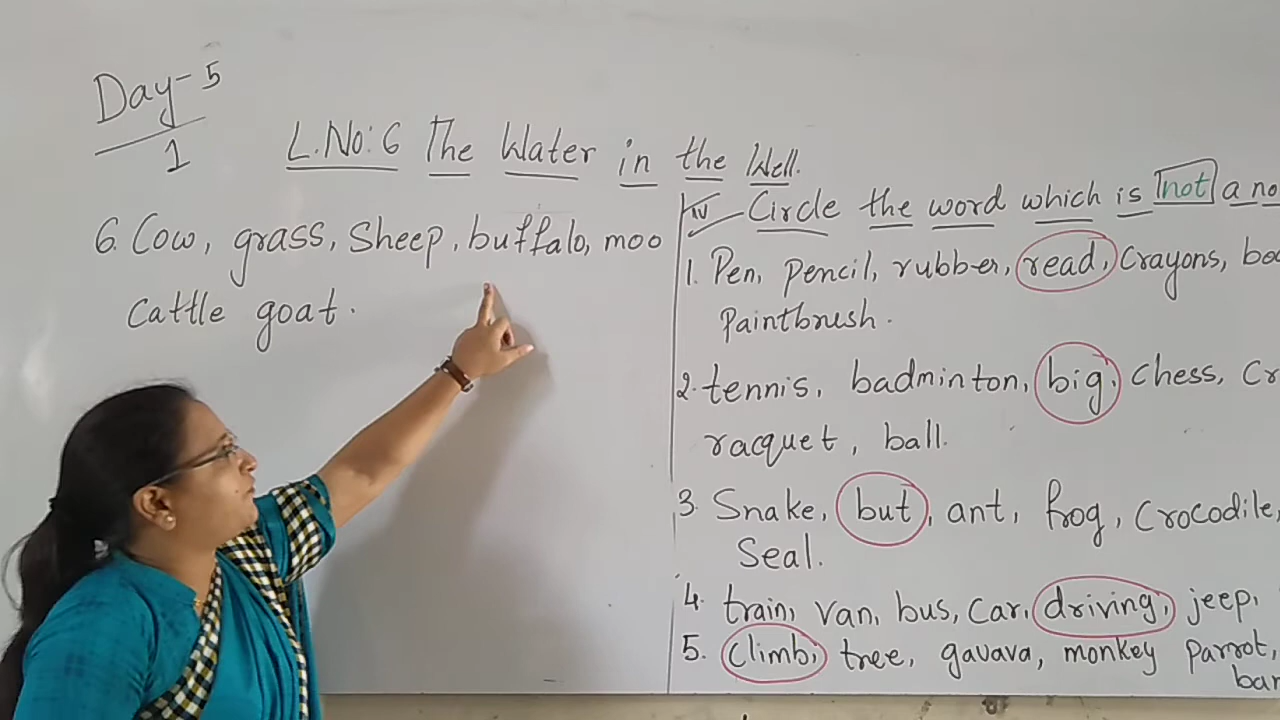 Day-5
1
L.No:6 The Water in the Well.
6. Cow, grass, Sheep, buffalo, moo
Cattle goat.
IV Circle the word which is not a no
1. Pen, pencil, rubber, read, Crayons,
Paintbrush.
2. tennis, badminton, big, Chess,
racquet, ball.
3. Snake, but, ant, frog, Crocodile,
Seal.
4. train, van, bus, Car, driving, jeep,
5. Climb, tree, gavava, monkey Parrot,